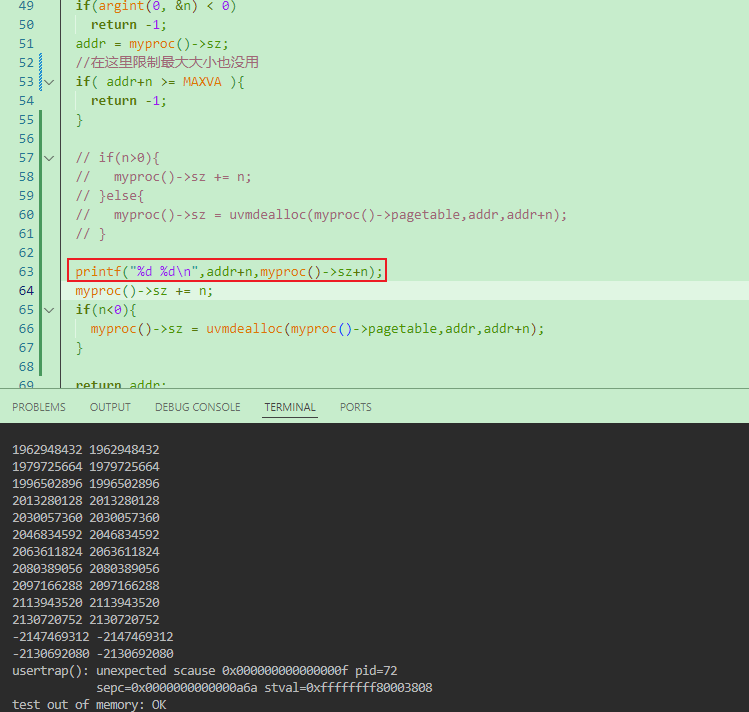 49 if(argint(0, &n) < 0)
50 return -1;
51 addr = myproc()->sz;
52 //在这里限制最大大小也没用
53 if( addr+n >= MAXVA ){
54 return -1;
55 }
56
57 // if(n>0){
58 // myproc()->sz += n;
59 // }else{
60 // myproc()->sz = uvmdealloc(myproc()->pagetable,addr,addr+n);
61 // }
62
63 printf("%d %d\n",addr+n,myproc()->sz+n);
64 myproc()->sz += n;
65 if(n<0){
66 myproc()->sz = uvmdealloc(myproc()->pagetable,addr,addr+n);
67 }
68
69 return addr;
PROBLEMS OUTPUT DEBUG CONSOLE TERMINAL PORTS
1962948432 1962948432
1979725664 1979725664
1996502896 1996502896
2013280128 2013280128
2030057360 2030057360
2046834592 2046834592
2063611824 2063611824
2080389056 2080389056
2097166288 2097166288
2113943520 2113943520
2130720752 2130720752
-2147469312 -2147469312
-2130692080 -2130692080
usertrap(): unexpected scause 0x000000000000000f pid=72
sepc=0x0000000000000a6a stval=0xffffffff80003808
test out of memory: OK